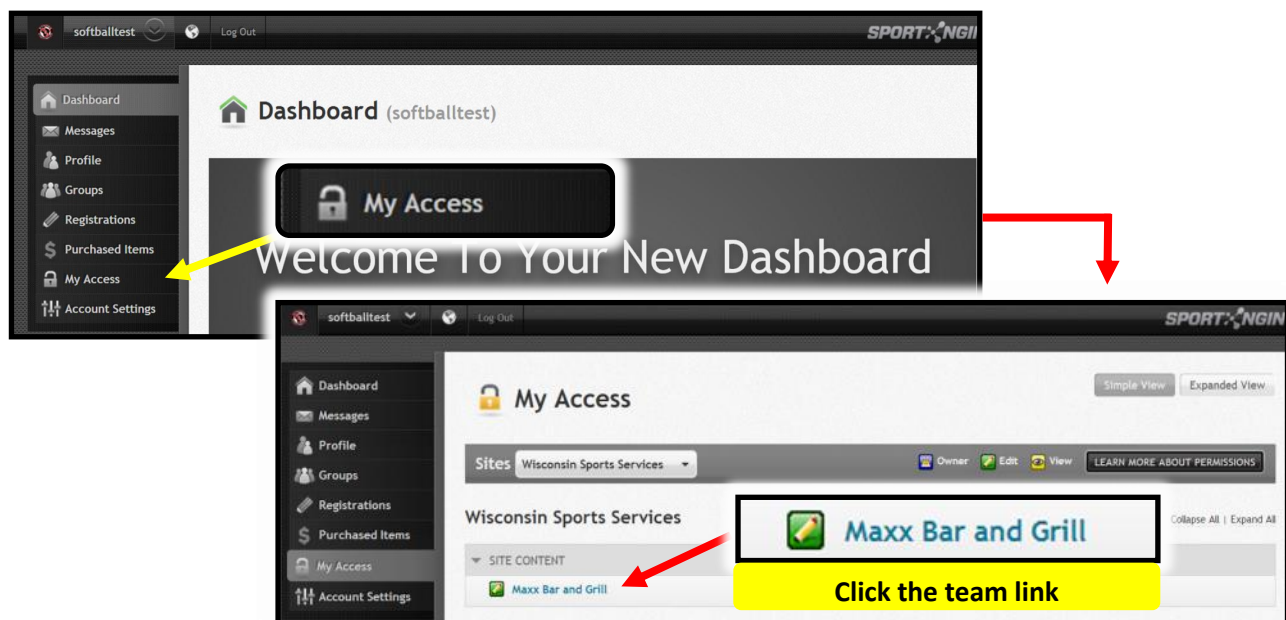 softballtest Log Out SPORT NGIN
Dashboard
Messages
Profile
Groups
Registrations
Purchased Items
My Access
Account Settings
Dashboard (softballtest)
My Access
Welcome To Your New Dashboard
softballtest Log Out SPORT NGIN
Dashboard
Messages
Profile
Groups
Registrations
Purchased Items
My Access
Account Settings
My Access
Simple View Expanded View
Sites Wisconsin Sports Services Owner Edit View LEARN MORE ABOUT PERMISSIONS
Wisconsin Sports Services Collapse All | Expand All
SITE CONTENT
Maxx Bar and Grill
Maxx Bar and Grill
Click the team link